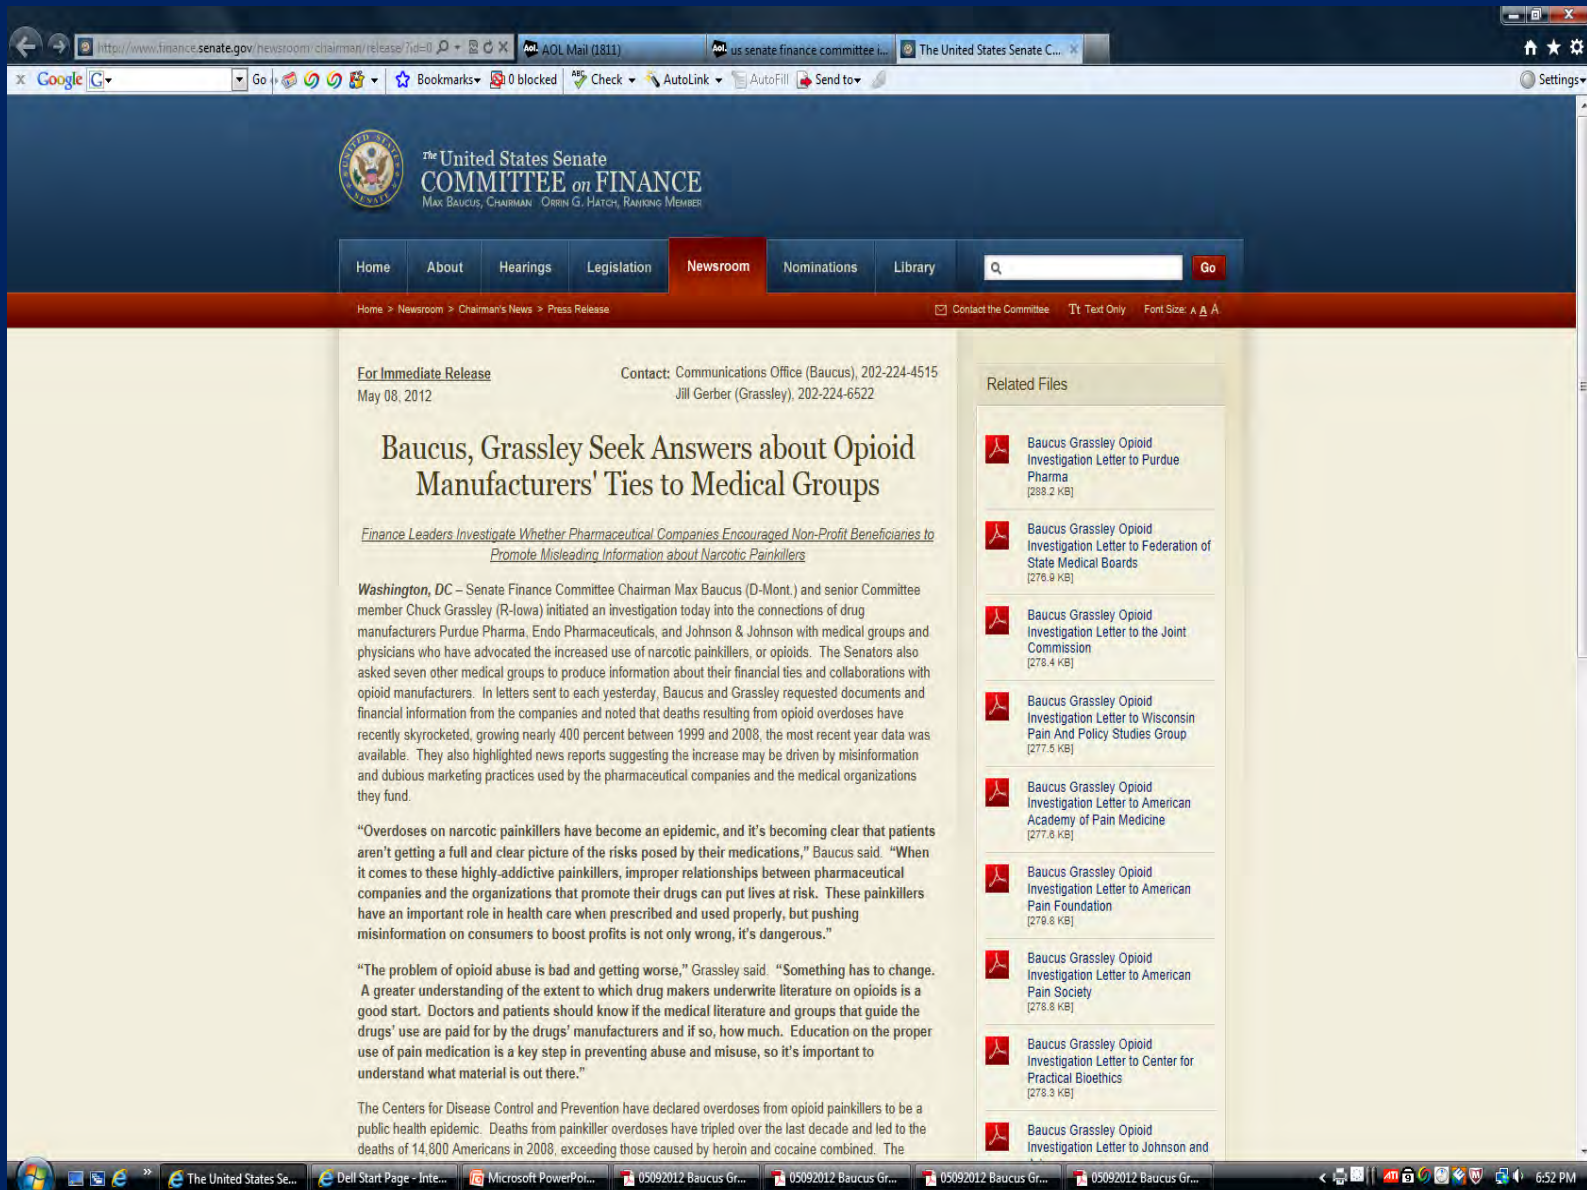 http://www.finance.senate.gov/newsroom/chairman/release/?id=0
AOL Mail (1811)
us senate finance committee i...
The United States Senate C...
x Google G
Go
Bookmarks
0 blocked
Check
AutoLink
AutoFill
Send to
Settings
The United States Senate
COMMITTEE on FINANCE
MAX BAUCUS, CHAIRMAN ORRIN G. HATCH, RANKING MEMBER
Home About Hearings Legislation Newsroom Nominations Library Go
Home > Newsroom > Chairman's News > Press Release
Contact the Committee Tt Text Only Font Size: A A A
For Immediate Release
May 08, 2012
Contact: Communications Office (Baucus), 202-224-4515
Jill Gerber (Grassley), 202-224-6522
Baucus, Grassley Seek Answers about Opioid
Manufacturers' Ties to Medical Groups
Finance Leaders Investigate Whether Pharmaceutical Companies Encouraged Non-Profit Beneficiaries to
Promote Misleading Information about Narcotic Painkillers
Washington, DC – Senate Finance Committee Chairman Max Baucus (D-Mont.) and senior Committee
member Chuck Grassley (R-Iowa) initiated an investigation today into the connections of drug
manufacturers Purdue Pharma, Endo Pharmaceuticals, and Johnson & Johnson with medical groups and
physicians who have advocated the increased use of narcotic painkillers, or opioids. The Senators also
asked seven other medical groups to produce information about their financial ties and collaborations with
opioid manufacturers. In letters sent to each yesterday, Baucus and Grassley requested documents and
financial information from the companies and noted that deaths resulting from opioid overdoses have
recently skyrocketed, growing nearly 400 percent between 1999 and 2008, the most recent year data was
available. They also highlighted news reports suggesting the increase may be driven by misinformation
and dubious marketing practices used by the pharmaceutical companies and the medical organizations
they fund.
“Overdoses on narcotic painkillers have become an epidemic, and it’s becoming clear that patients
aren’t getting a full and clear picture of the risks posed by their medications,” Baucus said. “When
it comes to these highly-addictive painkillers, improper relationships between pharmaceutical
companies and the organizations that promote their drugs can put lives at risk. These painkillers
have an important role in health care when prescribed and used properly, but pushing
misinformation on consumers to boost profits is not only wrong, it’s dangerous.”
“The problem of opioid abuse is bad and getting worse,” Grassley said. “Something has to change.
A greater understanding of the extent to which drug makers underwrite literature on opioids is a
good start. Doctors and patients should know if the medical literature and groups that guide the
drugs’ use are paid for by the drugs’ manufacturers and if so, how much. Education on the proper
use of pain medication is a key step in preventing abuse and misuse, so it’s important to
understand what material is out there.”
The Centers for Disease Control and Prevention have declared overdoses from opioid painkillers to be a
public health epidemic. Deaths from painkiller overdoses have tripled over the last decade and led to the
deaths of 14,800 Americans in 2008, exceeding those caused by heroin and cocaine combined. The
Related Files
Baucus Grassley Opioid
Investigation Letter to Purdue
Pharma
[288.2 KB]
Baucus Grassley Opioid
Investigation Letter to Federation of
State Medical Boards
[276.9 KB]
Baucus Grassley Opioid
Investigation Letter to the Joint
Commission
[278.4 KB]
Baucus Grassley Opioid
Investigation Letter to Wisconsin
Pain And Policy Studies Group
[277.5 KB]
Baucus Grassley Opioid
Investigation Letter to American
Academy of Pain Medicine
[277.6 KB]
Baucus Grassley Opioid
Investigation Letter to American
Pain Foundation
[279.8 KB]
Baucus Grassley Opioid
Investigation Letter to American
Pain Society
[278.8 KB]
Baucus Grassley Opioid
Investigation Letter to Center for
Practical Bioethics
[278.3 KB]
Baucus Grassley Opioid
Investigation Letter to Johnson and
The United States Se...
Dell Start Page - Inte...
Microsoft PowerPoi...
05092012 Baucus Gr...
05092012 Baucus Gr...
05092012 Baucus Gr...
05092012 Baucus Gr...
6:52 PM